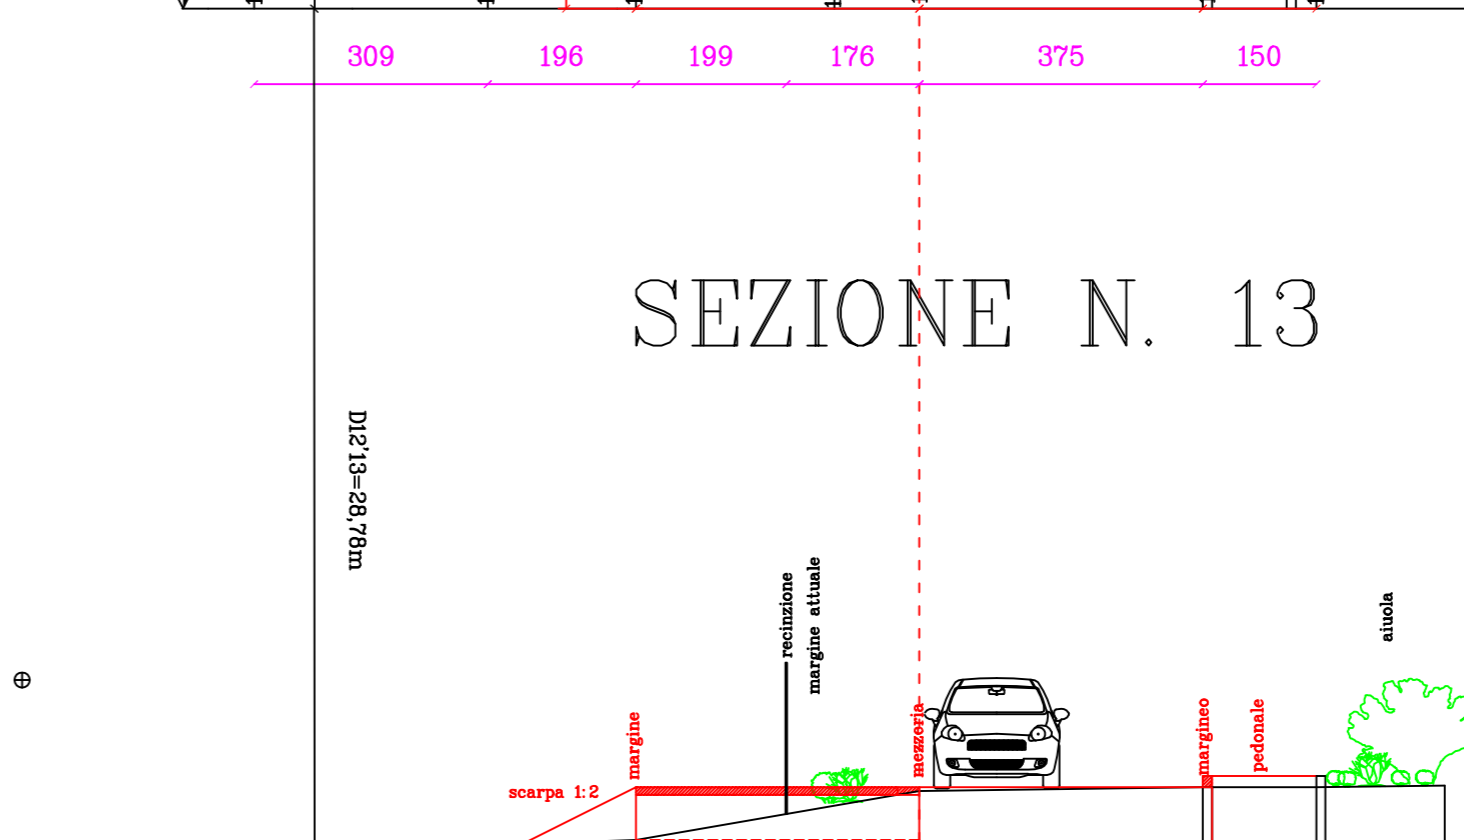 309 196 199 176 375 150
SEZIONE N. 13
D12'13=28,78m
recinzione
margine attuale
aiuola
margine
mezzeria
margineo
pedonale
scarpa 1:2